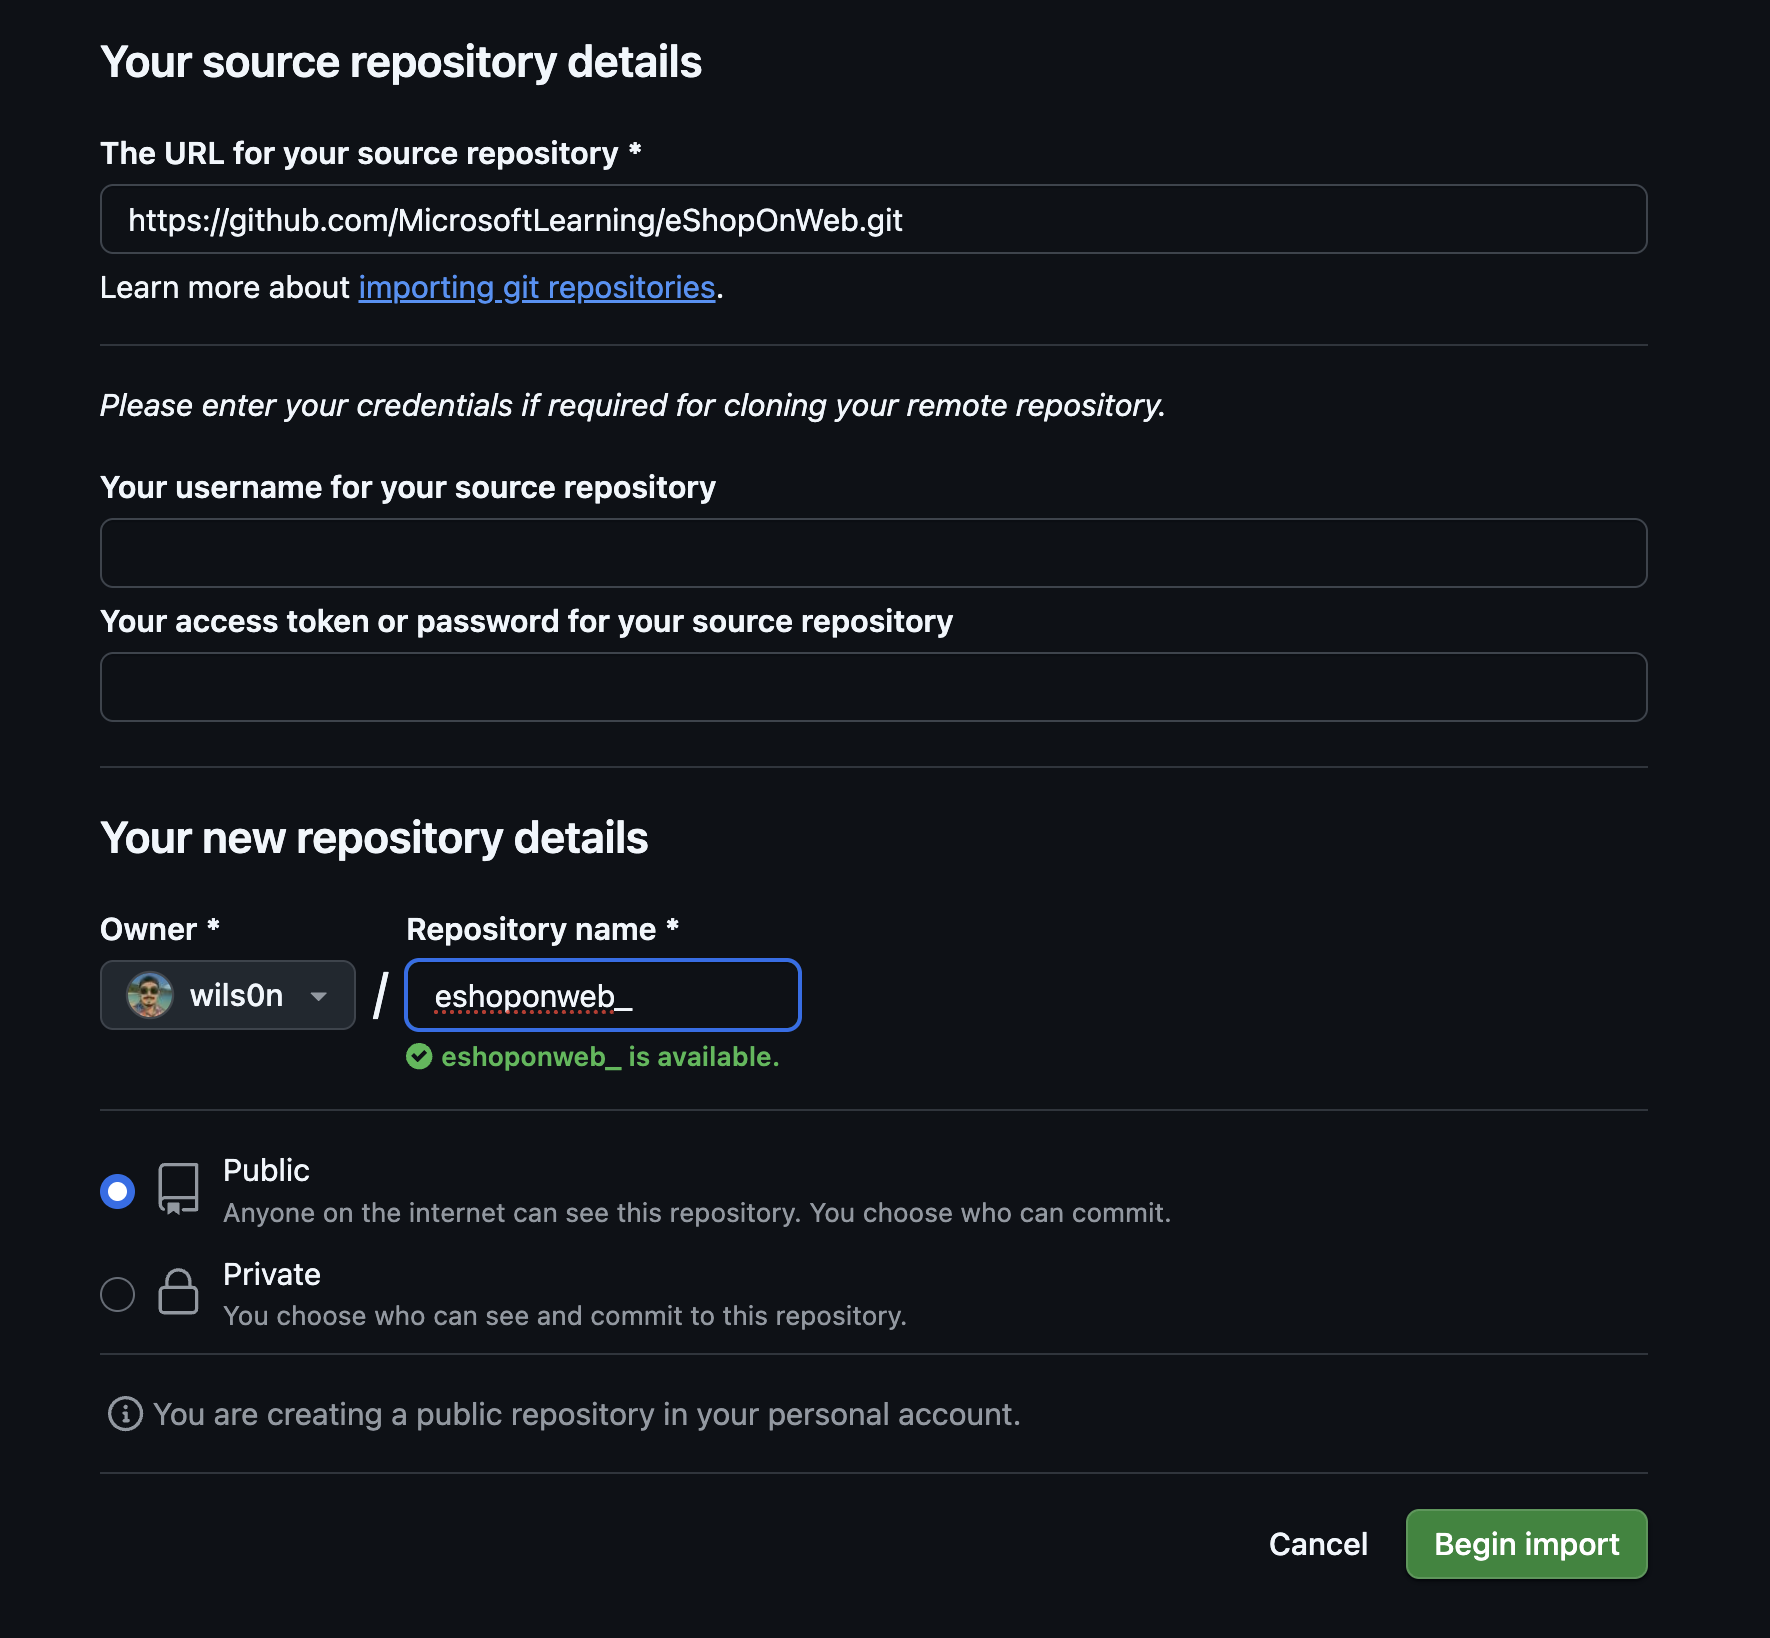 Your source repository details
The URL for your source repository *
https://github.com/MicrosoftLearning/eShopOnWeb.git
Learn more about importing git repositories.
Please enter your credentials if required for cloning your remote repository.
Your username for your source repository
Your access token or password for your source repository
Your new repository details
Owner *
Repository name *
wils0n
/
eshoponweb_
eshoponweb_ is available.
Public
Anyone on the internet can see this repository. You choose who can commit.
Private
You choose who can see and commit to this repository.
You are creating a public repository in your personal account.
Cancel
Begin import